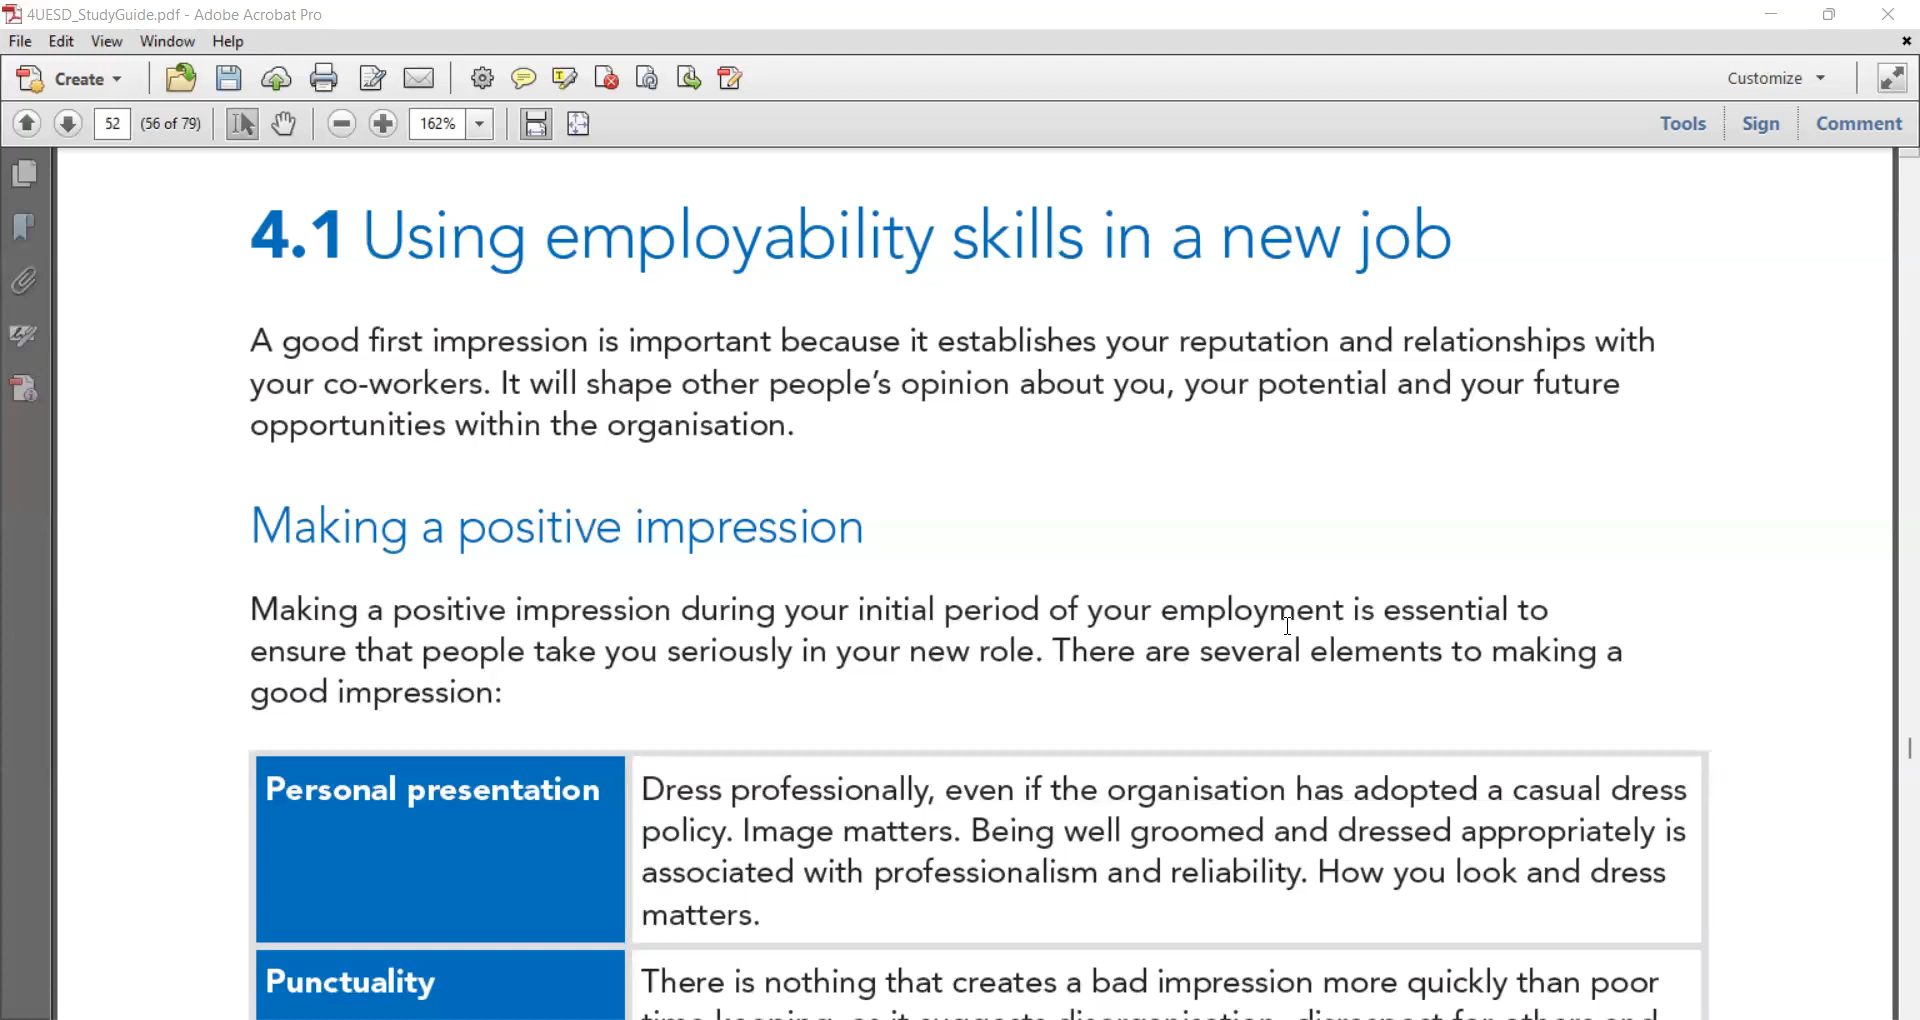 4UESD_StudyGuide.pdf - Adobe Acrobat Pro
File Edit View Window Help
Create Customize
52 (56 of 79) 162% Tools Sign Comment
4.1 Using employability skills in a new job
A good first impression is important because it establishes your reputation and relationships with
your co-workers. It will shape other people’s opinion about you, your potential and your future
opportunities within the organisation.
Making a positive impression
Making a positive impression during your initial period of your employment is essential to
ensure that people take you seriously in your new role. There are several elements to making a
good impression:
Personal presentation
Dress professionally, even if the organisation has adopted a casual dress
policy. Image matters. Being well groomed and dressed appropriately is
associated with professionalism and reliability. How you look and dress
matters.
Punctuality
There is nothing that creates a bad impression more quickly than poor